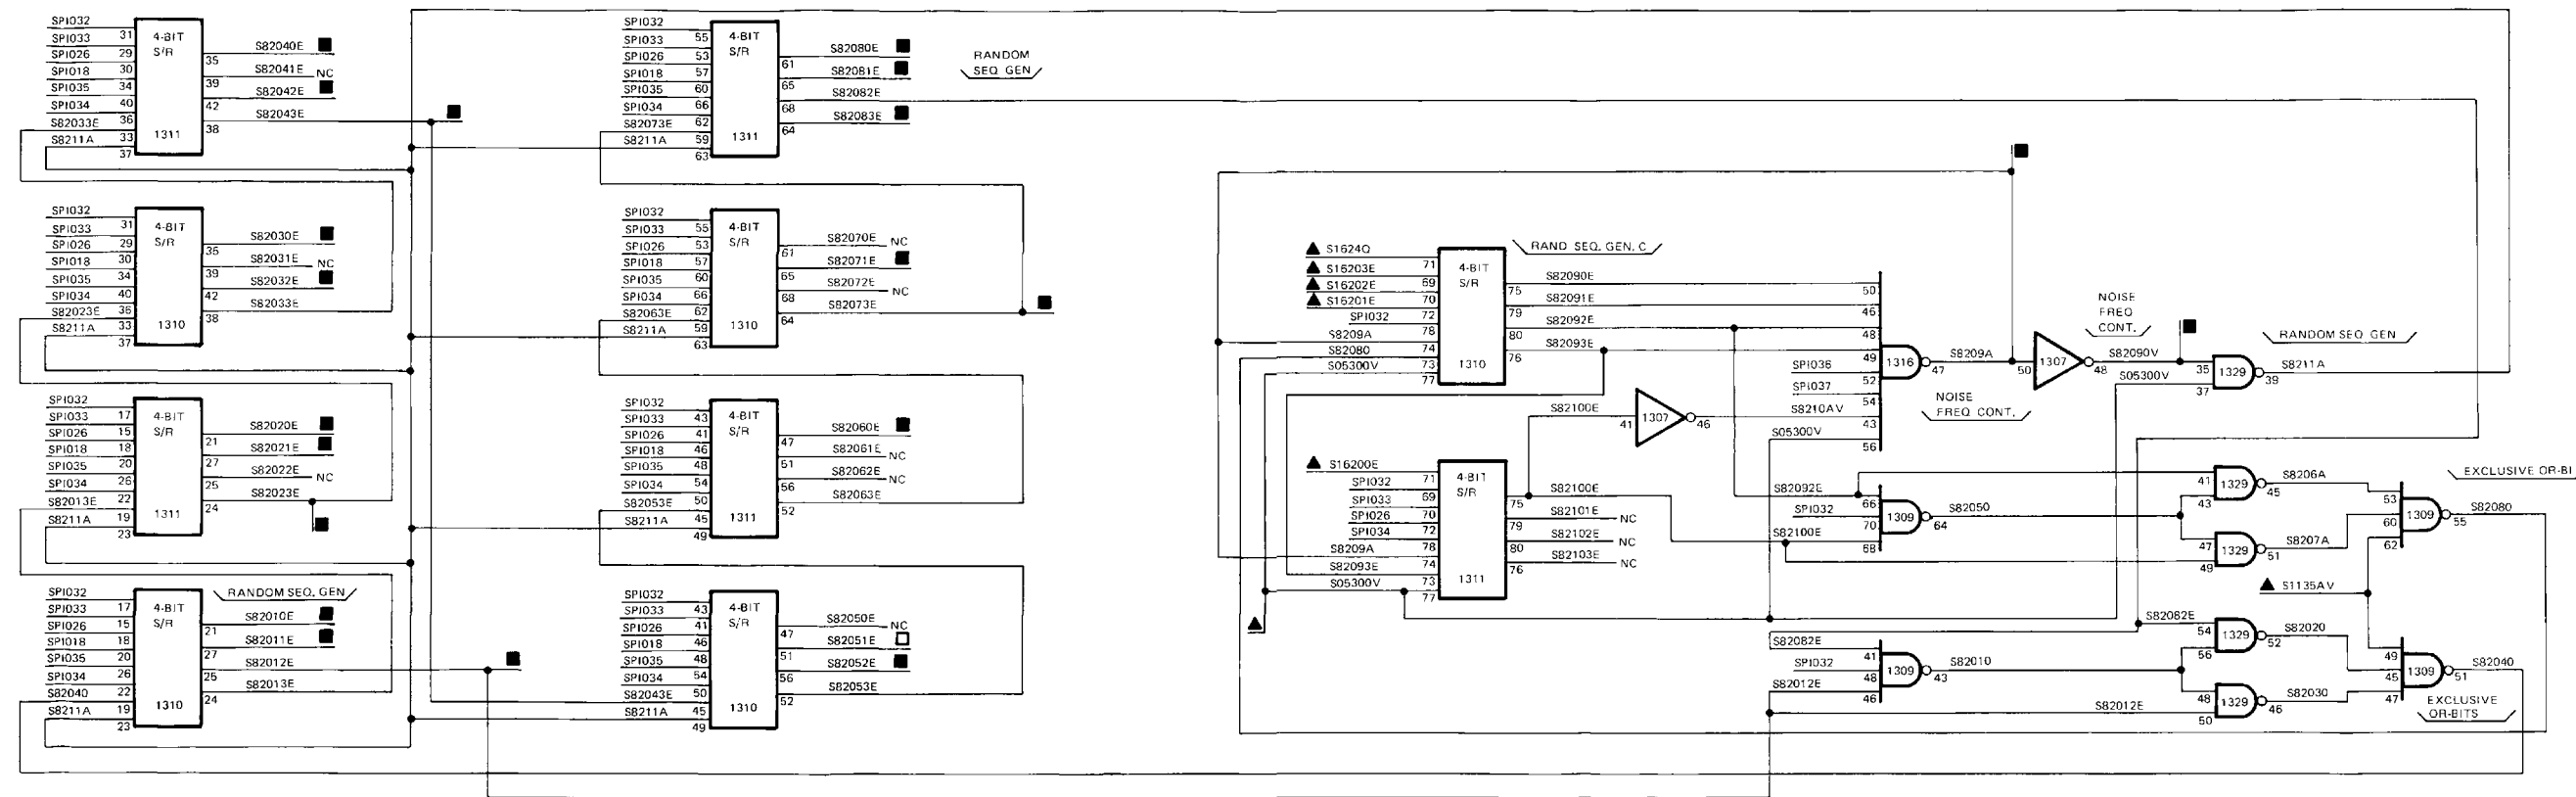 SPI032
SPI033 31
SPI026 29
SPI018 30
SPI035 34
SPI034 40
S82033E 36
S8211A 33
37
4-BIT
S/R
1311
35 S82040E
39 S82041E NC
42 S82042E
38 S82043E
SPI032
SPI033 31
SPI026 29
SPI018 30
SPI035 34
SPI034 40
S82023E 36
S8211A 33
37
4-BIT
S/R
1310
35 S82030E
39 S82031E NC
42 S82032E
38 S82033E
SPI032
SPI033 17
SPI026 15
SPI018 18
SPI035 20
SPI034 26
S82013E 22
S8211A 19
23
4-BIT
S/R
1311
21 S82020E
27 S82021E
25 S82022E NC
24 S82023E
RANDOM SEQ. GEN
SPI032
SPI033 17
SPI026 15
SPI018 18
SPI035 20
SPI034 26
S82040 22
S8211A 19
23
4-BIT
S/R
1310
21 S82010E
27 S82011E
25 S82012E
24 S82013E
SPI032
SPI033 55
SPI026 53
SPI018 57
SPI035 60
SPI034 66
S82073E 62
S8211A 59
63
4-BIT
S/R
1311
61 S82080E
65 S82081E
68 S82082E
64 S82083E
RANDOM
SEQ GEN
SPI032
SPI033 55
SPI026 53
SPI018 57
SPI035 60
SPI034 66
S82063E 62
S8211A 59
63
4-BIT
S/R
1310
61 S82070E NC
65 S82071E
68 S82072E NC
64 S82073E
SPI032
SPI033 43
SPI026 41
SPI018 46
SPI035 48
SPI034 54
S82053E 50
S8211A 45
49
4-BIT
S/R
1311
47 S82060E
51 S82061E NC
56 S82062E NC
52 S82063E
SPI032
SPI033 43
SPI026 41
SPI018 46
SPI035 48
SPI034 54
S82043E 50
S8211A 45
49
4-BIT
S/R
1310
47 S82050E NC
51 S82051E
56 S82052E
52 S82053E
RAND SEQ. GEN. C
S1624Q
S16203E 71
S16202E 69
S16201E 70
SPI032 72
S8209A 78
S82080 74
S05300V 73
77
4-BIT
S/R
1310
75 S82090E 50
79 S82091E 46
80 S82092E 48
76 S82093E 49
SPI036 52
SPI037 54
S8210AV 43
S05300V 56
S82100E
41 1307 46
1316 47 S8209A
NOISE
FREQ CONT.
50 1307 48 S82090V
NOISE
FREQ
CONT.
35 1329 39 S8211A
S05300V 37
RANDOM SEQ GEN
S16200E
SPI032 71
SPI033 69
SPI026 70
SPI034 72
S8209A 78
S82093E 74
S05300V 73
77
4-BIT
S/R
1311
75 S82100E
79 S82101E NC
80 S82102E NC
76 S82103E NC
S82092E 66
SPI032 70
S82100E 68
1309 64 S82050
41 43 1329 45 S8206A
47 49 1329 51 S8207A
53 60 62 1309 55 S82080
EXCLUSIVE OR-BI
S1135AV
S82082E 41
SPI032 48
S82012E 46
1309 43 S82010
S82082E 54 56 1329 52 S82020
S82012E 48 50 1329 46 S82030
49 45 47 1309 51 S82040
EXCLUSIVE
OR-BITS